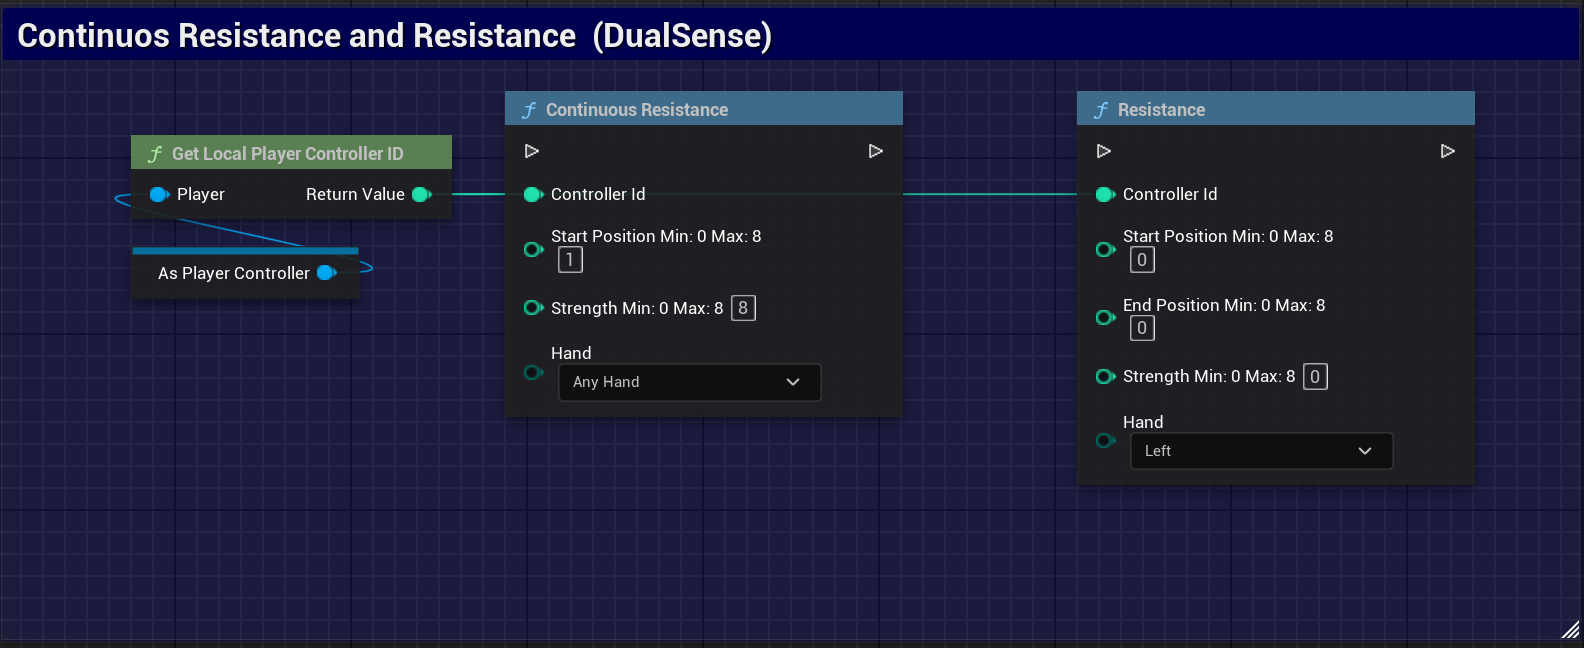 Continuos Resistance and Resistance (DualSense)
Get Local Player Controller ID
Player Return Value
As Player Controller
Continuous Resistance
Controller Id
Start Position Min: 0 Max: 8
1
Strength Min: 0 Max: 8 8
Hand
Any Hand
Resistance
Controller Id
Start Position Min: 0 Max: 8
0
End Position Min: 0 Max: 8
0
Strength Min: 0 Max: 8 0
Hand
Left